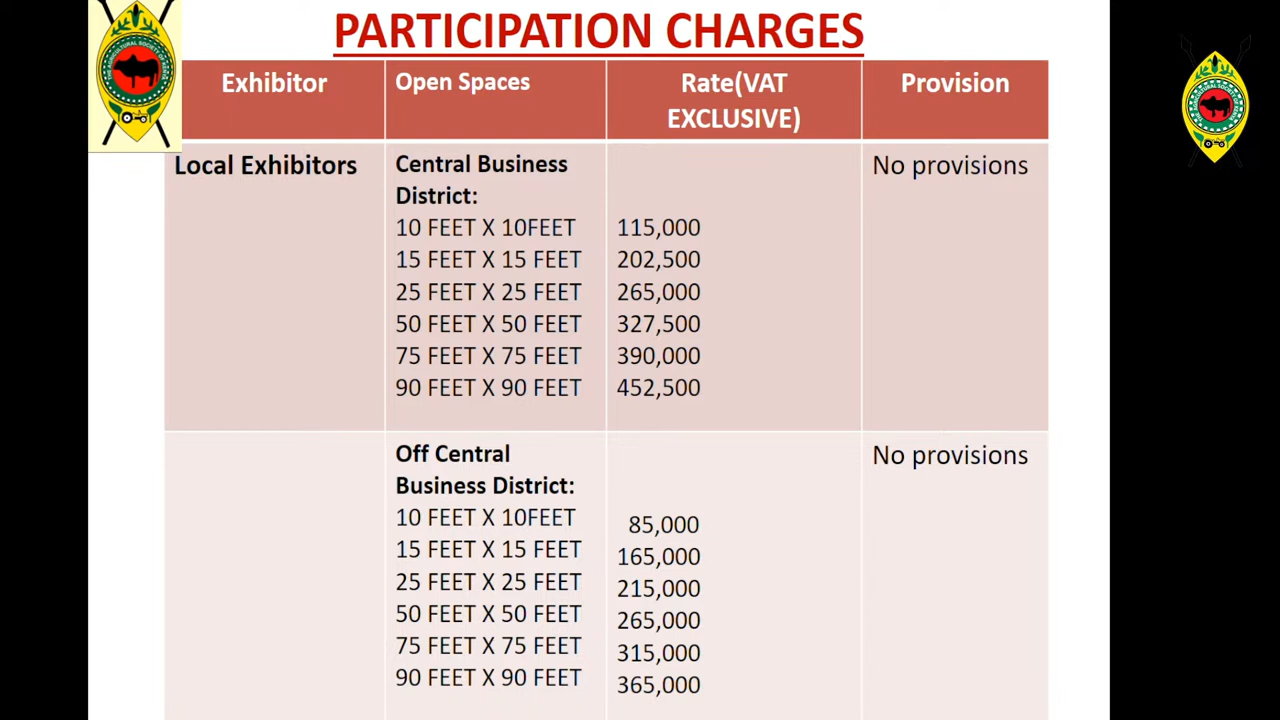 PARTICIPATION CHARGES
Exhibitor
Open Spaces
Rate(VAT
EXCLUSIVE)
Provision
Local Exhibitors
Central Business
District:
10 FEET X 10FEET
115,000
15 FEET X 15 FEET
202,500
25 FEET X 25 FEET
265,000
50 FEET X 50 FEET
327,500
75 FEET X 75 FEET
390,000
90 FEET X 90 FEET
452,500
No provisions
Off Central
Business District:
10 FEET X 10FEET
85,000
15 FEET X 15 FEET
165,000
25 FEET X 25 FEET
215,000
50 FEET X 50 FEET
265,000
75 FEET X 75 FEET
315,000
90 FEET X 90 FEET
365,000
No provisions